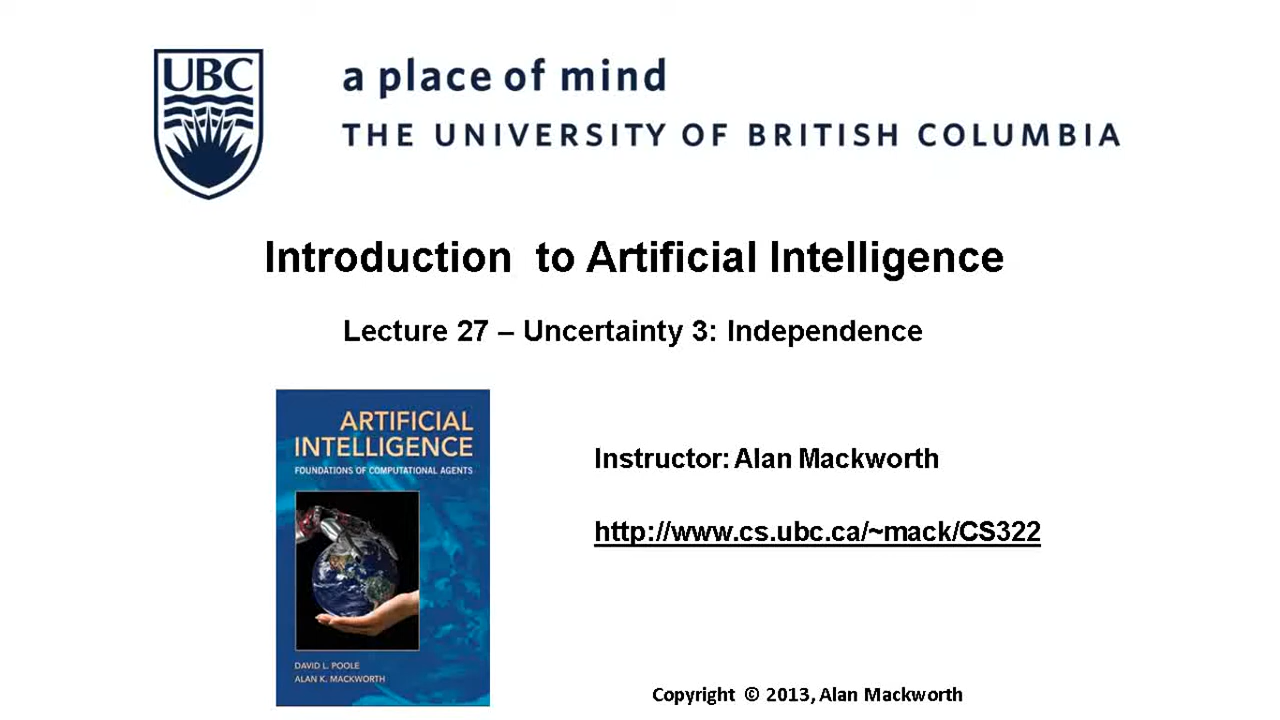 UBC
a place of mind
THE UNIVERSITY OF BRITISH COLUMBIA
Introduction to Artificial Intelligence
Lecture 27 – Uncertainty 3: Independence
ARTIFICIAL
INTELLIGENCE
FOUNDATIONS OF COMPUTATIONAL AGENTS
DAVID L. POOLE
ALAN K. MACKWORTH
Instructor: Alan Mackworth
http://www.cs.ubc.ca/~mack/CS322
Copyright © 2013, Alan Mackworth